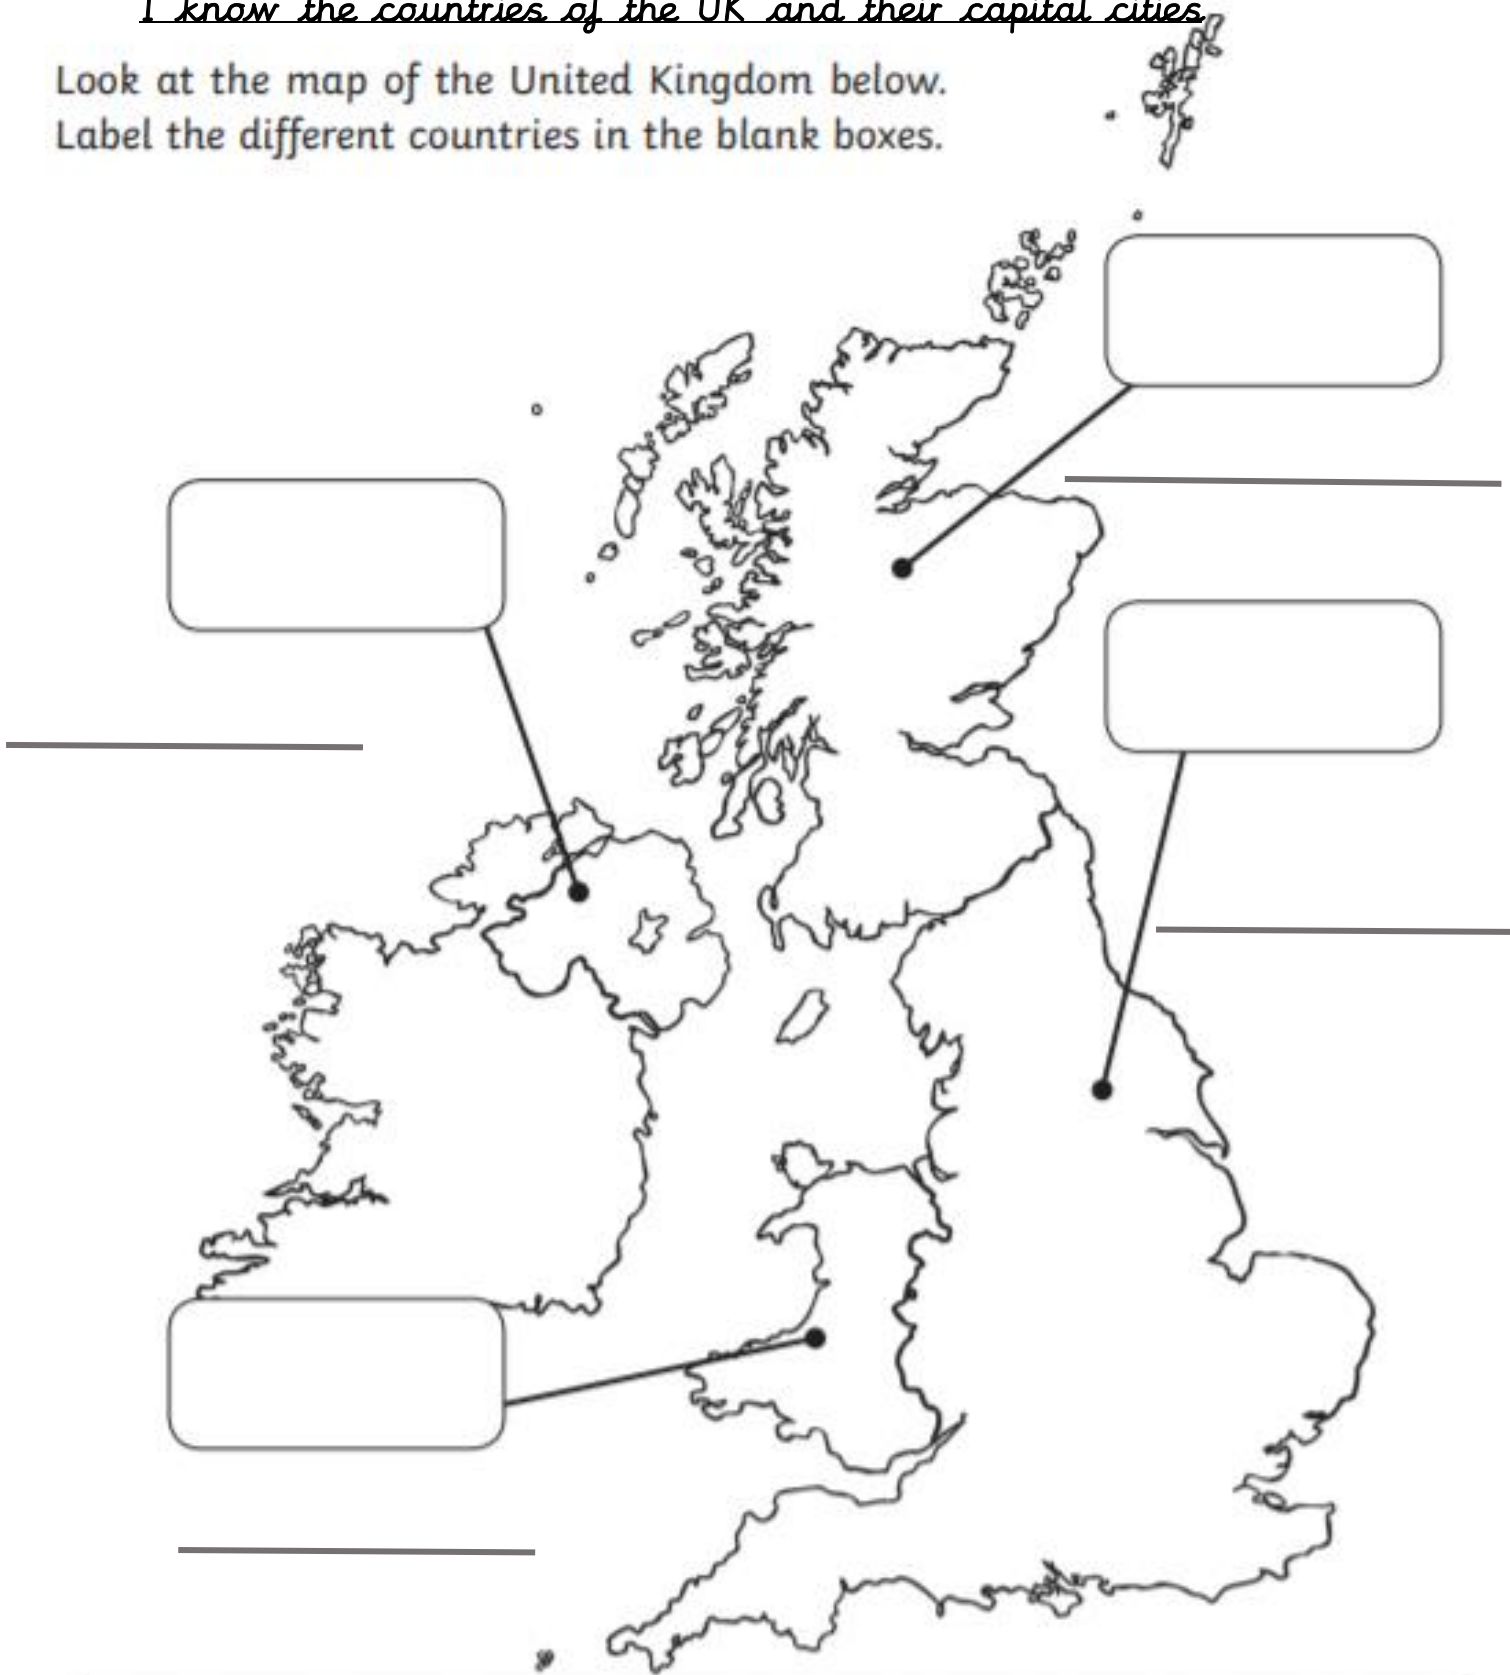 I know the countries of the UK and their capital cities.
Look at the map of the United Kingdom below.
Label the different countries in the blank boxes.